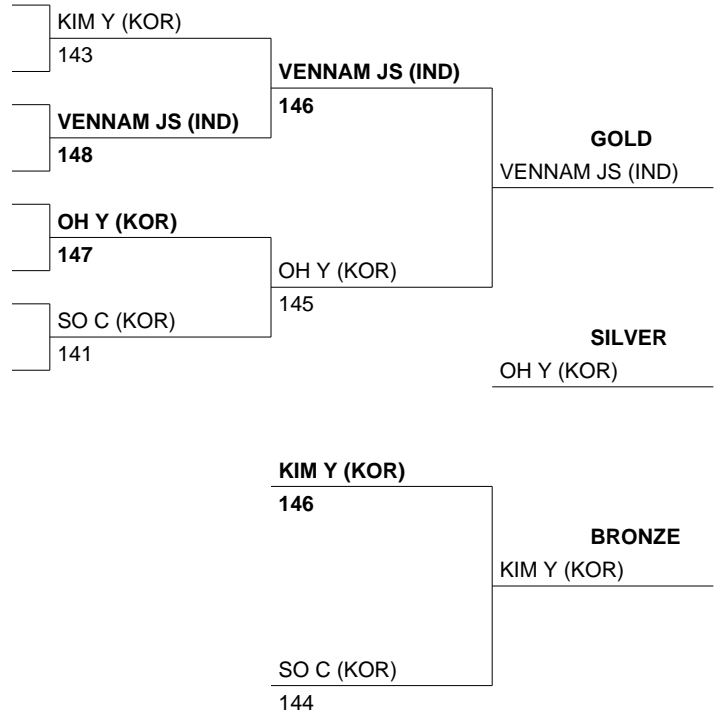 KIM Y (KOR)
143
VENNAM JS (IND)
146
VENNAM JS (IND)
148
GOLD
VENNAM JS (IND)
OH Y (KOR)
147
OH Y (KOR)
145
SO C (KOR)
141
SILVER
OH Y (KOR)
KIM Y (KOR)
146
BRONZE
KIM Y (KOR)
SO C (KOR)
144